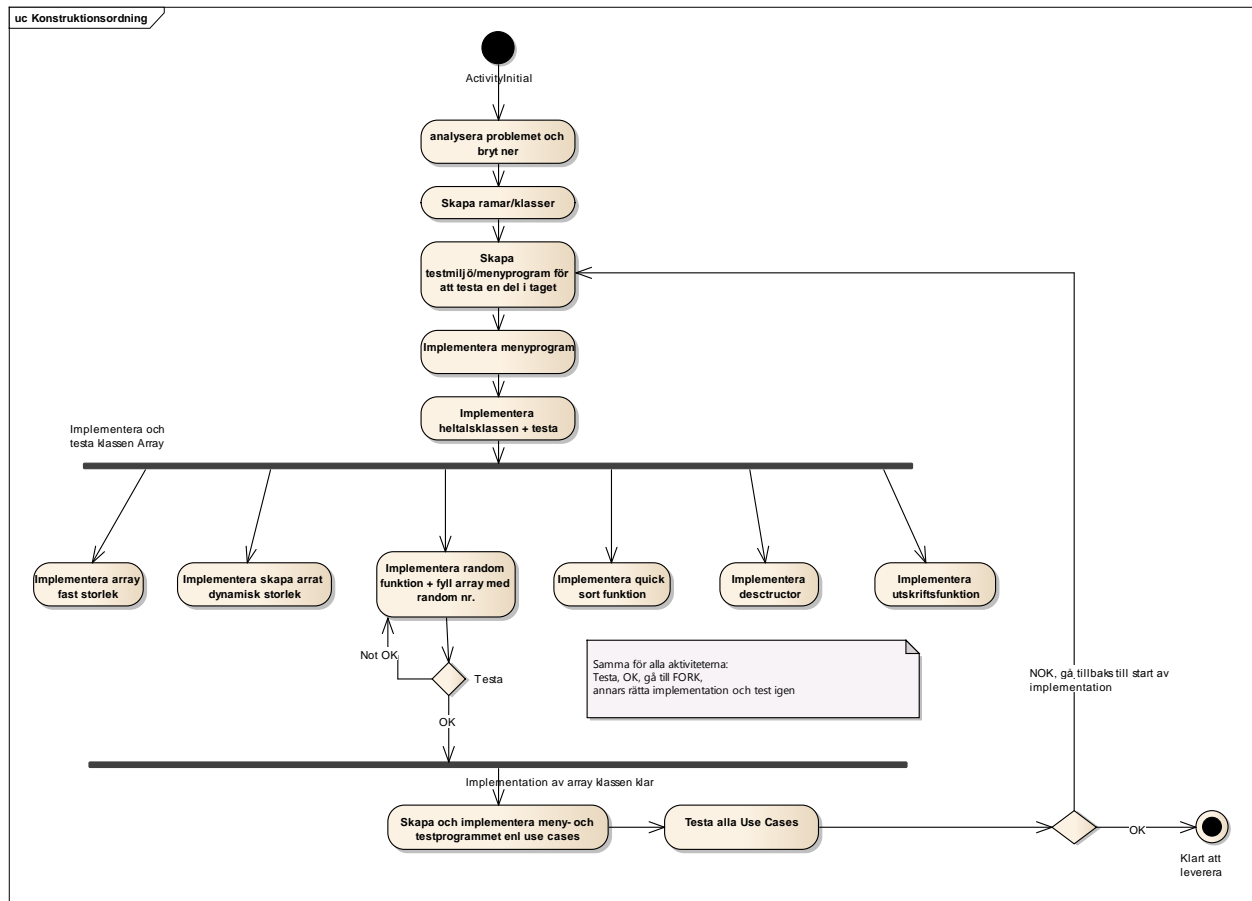 uc Konstruktionsordning
ActivityInitial
analysera problemet och
bryt ner
Skapa ramar/klasser
Skapa
testmiljö/menyprogram för
att testa en del i taget
Implementera menyprogram
Implementera
heltalsklassen + testa
Implementera och
testa klassen Array
Implementera array
fast storlek
Implementera skapa arrat
dynamisk storlek
Implementera random
funktion + fyll array med
random nr.
Implementera quick
sort funktion
Implementera
desctructor
Implementera
utskriftsfunktion
Not OK
Testa
OK
Samma för alla aktiviteterna:
Testa, OK, gå till FORK,
annars rätta implementation och test igen
NOK, gå tillbaks till start av
implementation
Implementation av array klassen klar
Skapa och implementera meny- och
testprogrammet enl use cases
Testa alla Use Cases
OK
Klart att
leverera